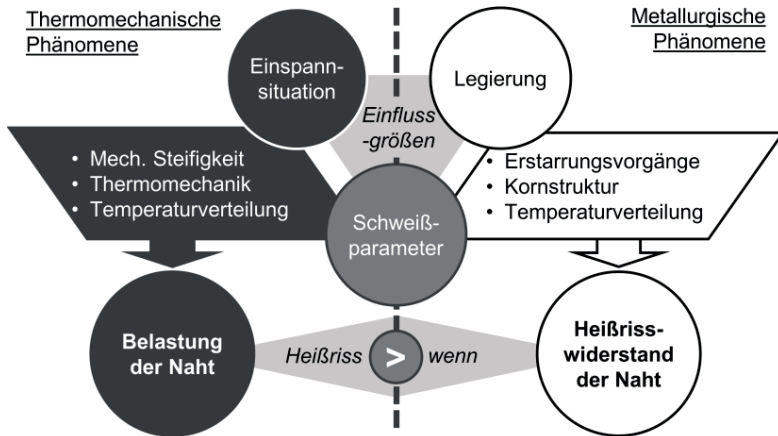 Thermomechanische
Phänomene
Metallurgische
Phänomene
Einspann-
situation
Legierung
Einfluss
-größen
• Mech. Steifigkeit
• Thermomechanik
• Temperaturverteilung
• Erstarrungsvorgänge
• Kornstruktur
• Temperaturverteilung
Schweiß-
parameter
Belastung
der Naht
Heißriss > wenn
Heißriss-
widerstand
der Naht